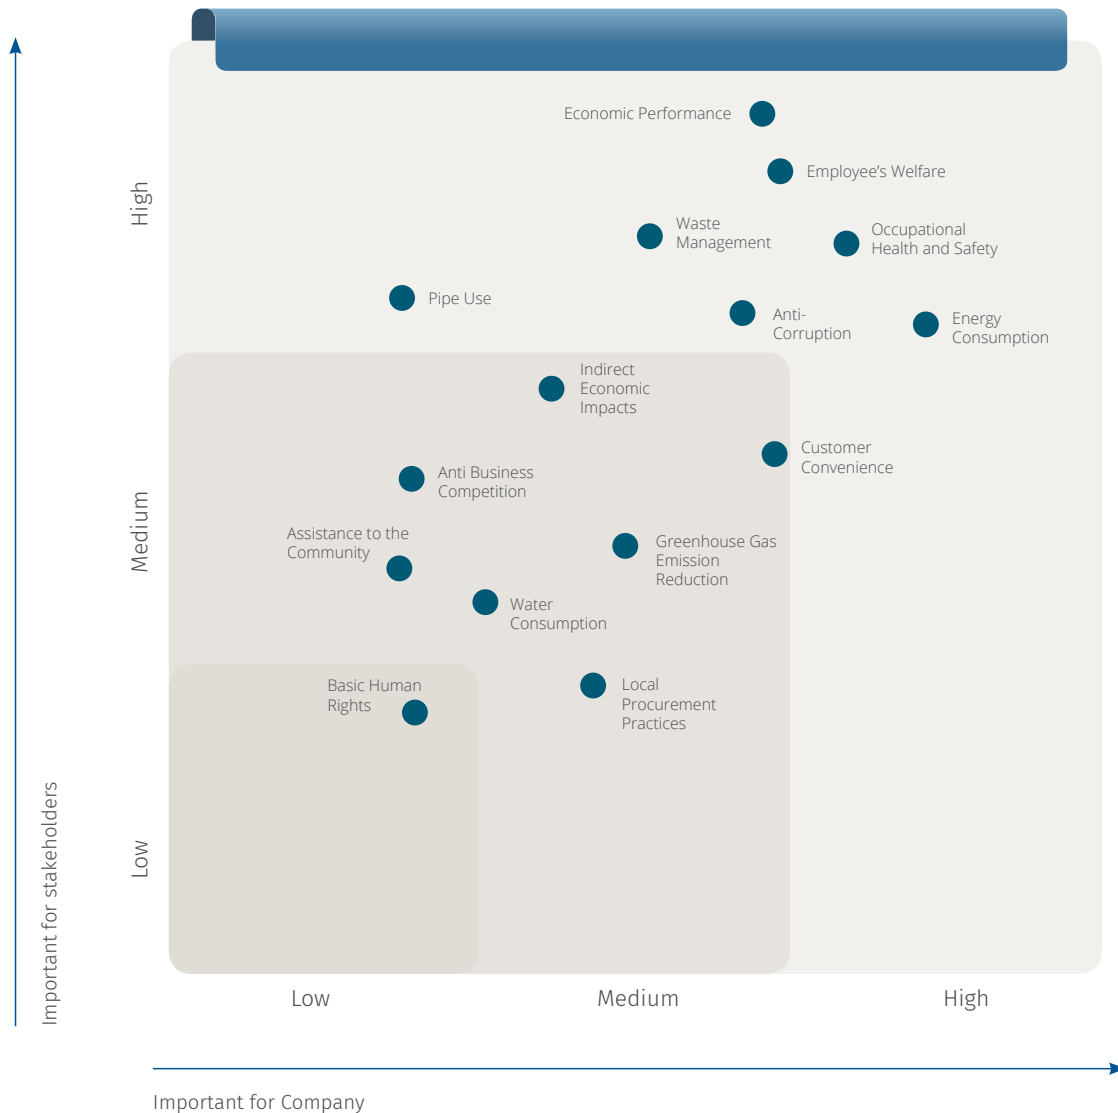 Economic Performance
Employee’s Welfare
Waste
Management
Occupational
Health and Safety
Pipe Use
Anti-
Corruption
Energy
Consumption
Indirect
Economic
Impacts
Customer
Convenience
Anti Business
Competition
Assistance to the
Community
Greenhouse Gas
Emission
Reduction
Water
Consumption
Basic Human
Rights
Local
Procurement
Practices
High
Medium
Low
Important for stakeholders
Low
Medium
High
Important for Company